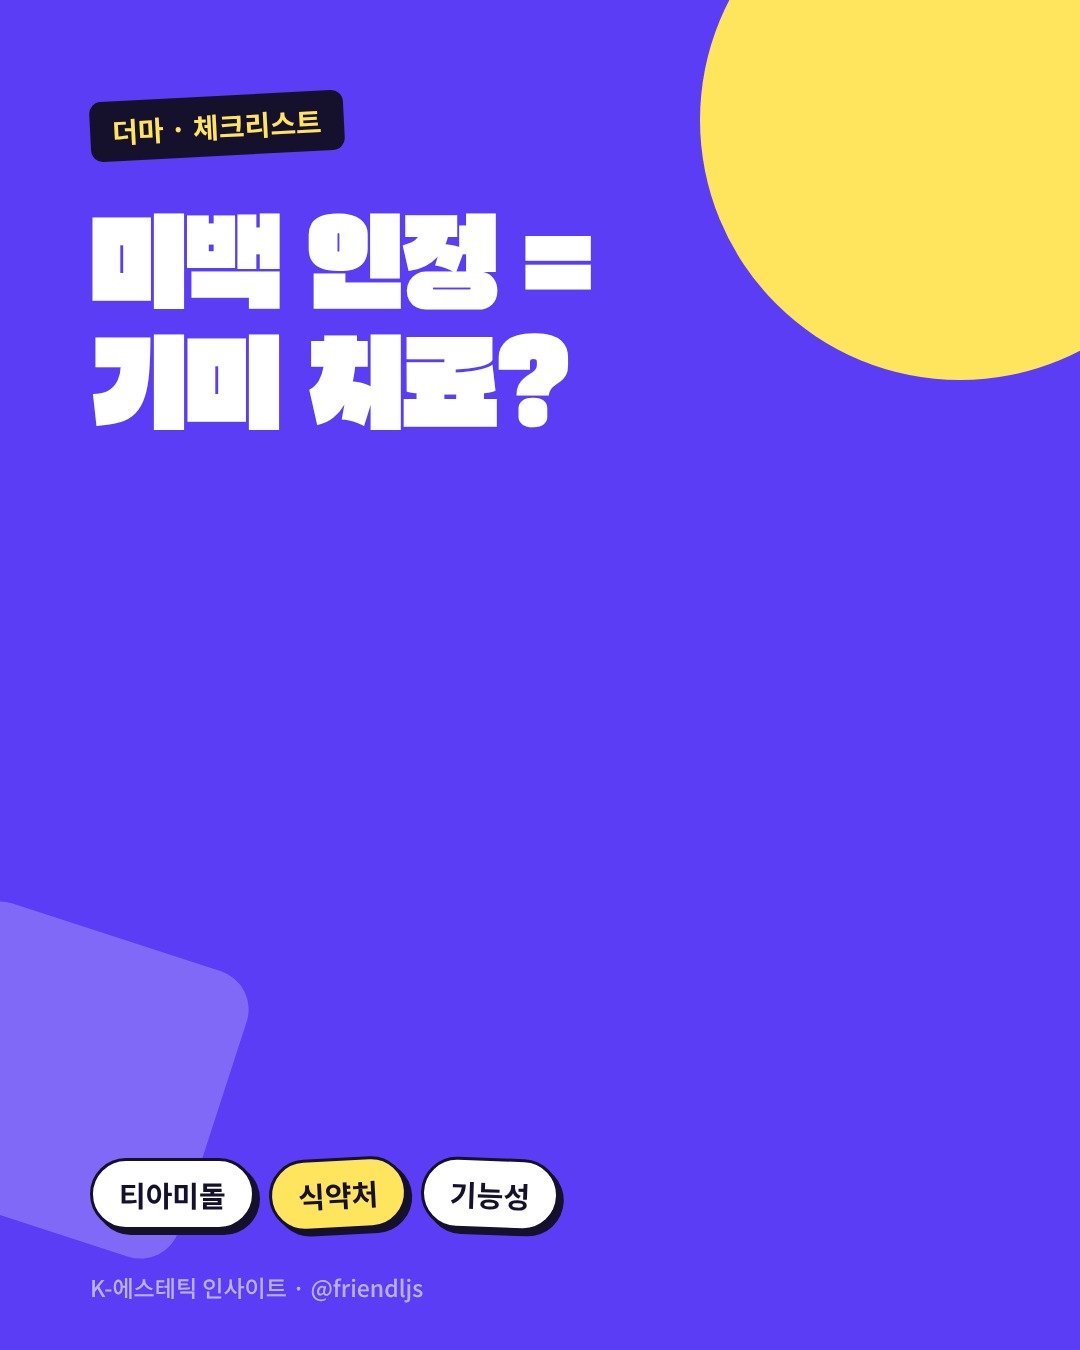 더마 · 체크리스트
미백 인정 =
기미 치료?
티아미돌 식약처 기능성
K-에스테틱 인사이트 · @friendljs